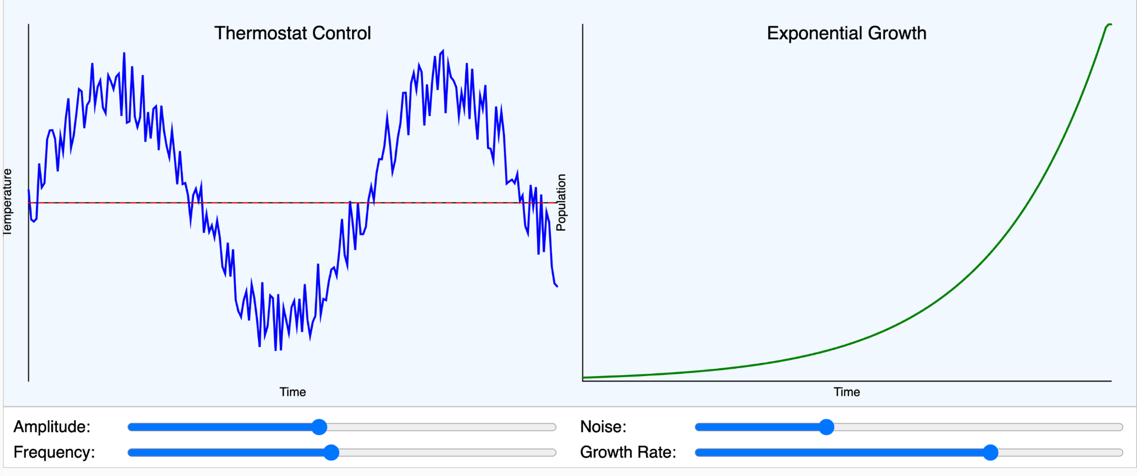 Thermostat Control
Temperature
Time
Exponential Growth
Population
Time
Amplitude:
Frequency:
Noise:
Growth Rate: